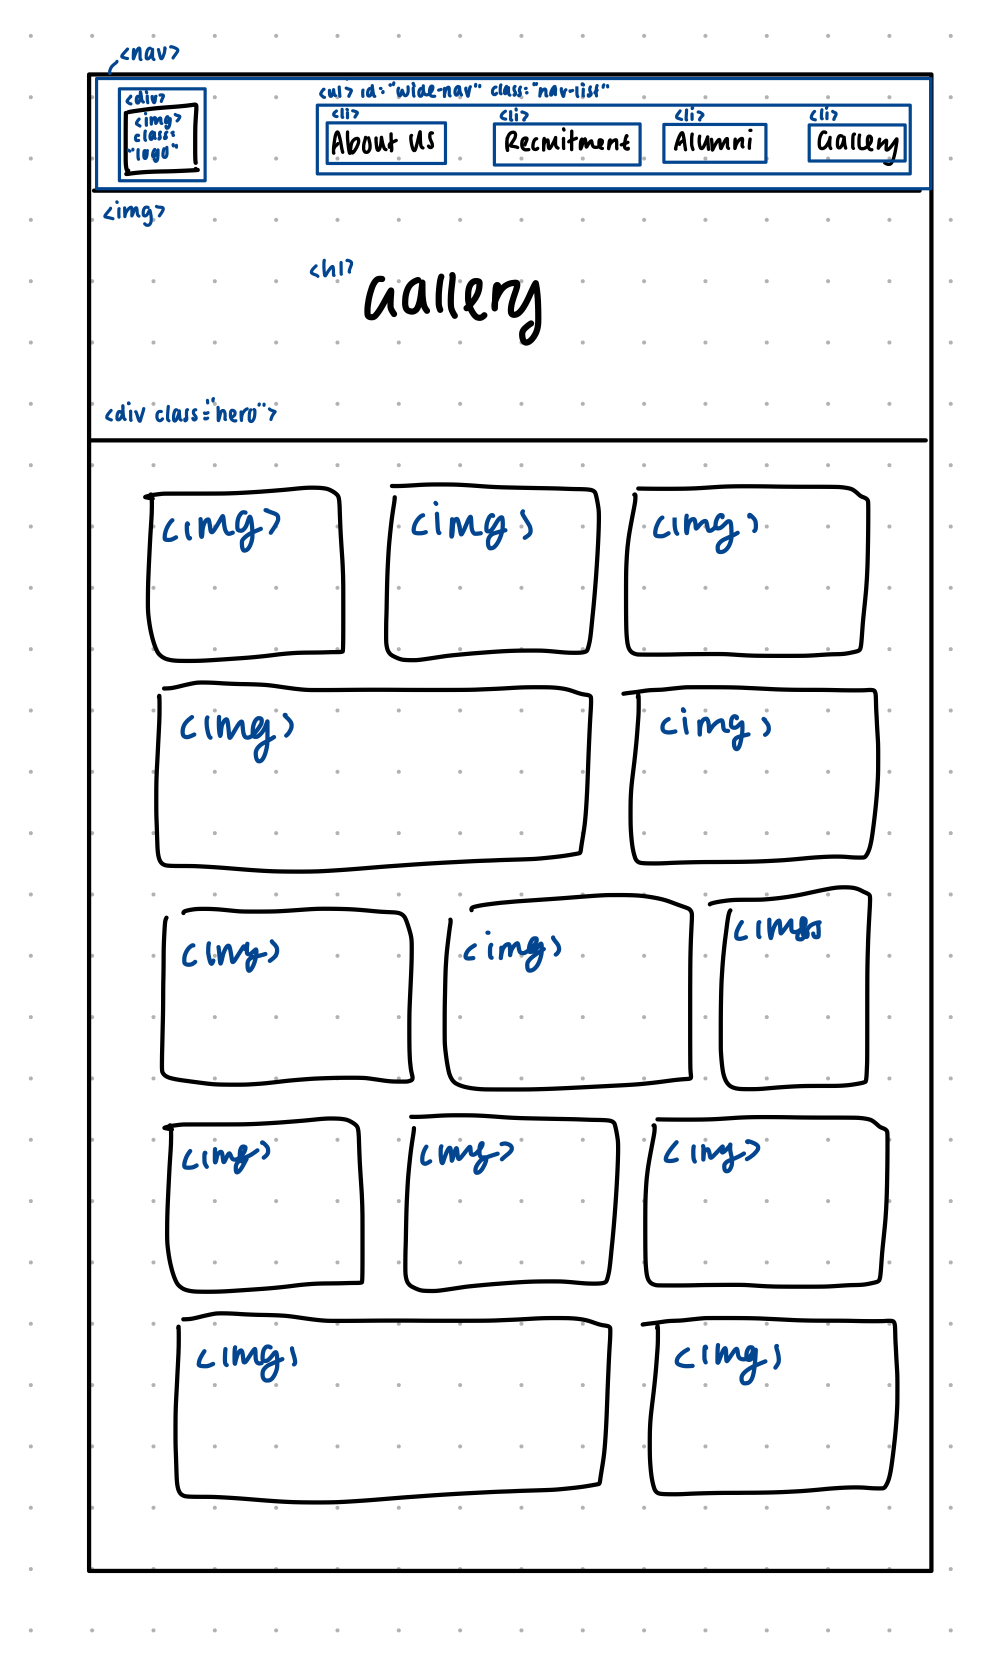 <nav>
<div>
<img>
class=
"logo"
<ul> id="wide-nav" class="nav-list"
<li> <li> <li> <li>
About Us Recruitment Alumni Gallery
<img>
<h1> Gallery
<div class="hero">
<img> <img> <img>
<img> <img>
<img> <img> <img>
<img> <img> <img>
<img> <img>